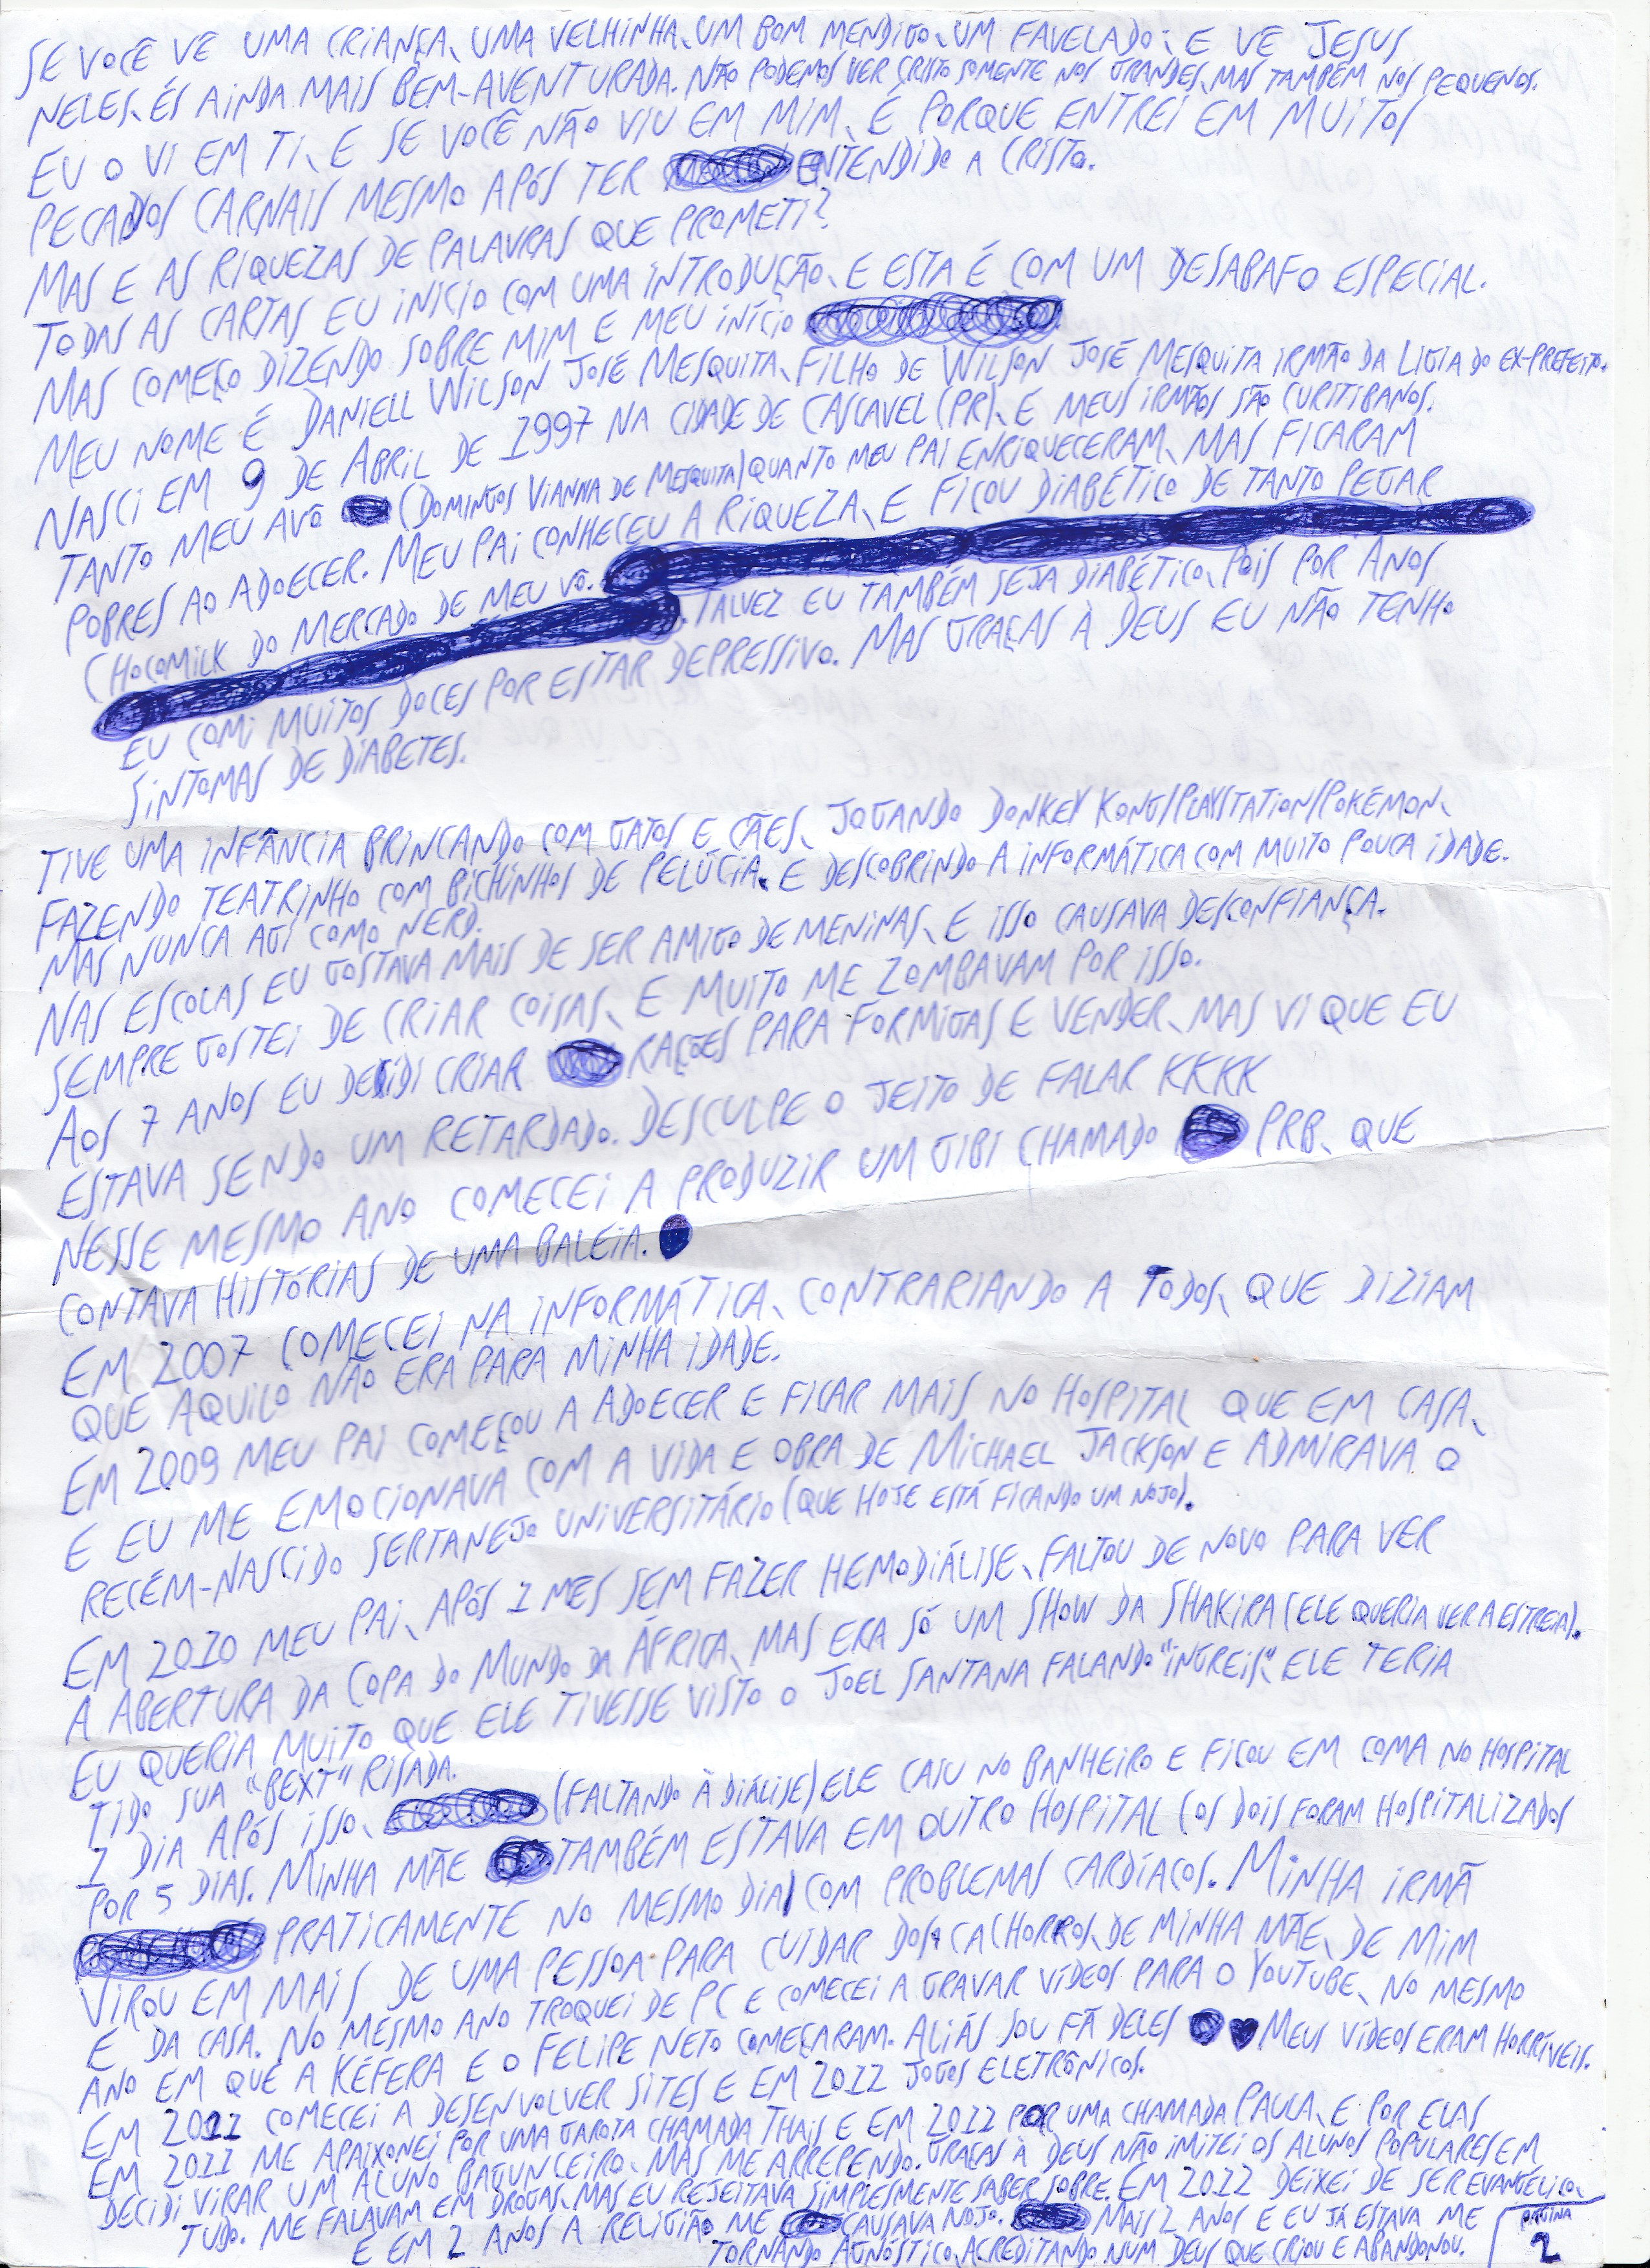 SE VOCÊ VÊ UMA CRIANÇA, UMA VELHINHA, UM BOM MENDIGO, UM FAVELADO; E VÊ JESUS
NELES, ÉS AINDA MAIS BEM-AVENTURADA. NÃO PODEMOS VER CRISTO SOMENTE NOS GRANDES, MAS TAMBÉM NOS PEQUENOS.
EU O VI EM TI, E SE VOCÊ NÃO VIU EM MIM, É PORQUE ENTREI EM MUITOS
PECADOS CARNAIS MESMO APÓS TER ENTENDIDO A CRISTO.
MAS E AS RIQUEZAS DE PALAVRAS QUE PROMETI?
TODAS AS CARTAS EU INICIO COM UMA INTRODUÇÃO, E ESTA É COM UM DESABAFO ESPECIAL.
MAS COMEÇO DIZENDO SOBRE MIM E MEU INÍCIO
MEU NOME É DANIELL WILSON JOSÉ MESQUITA, FILHO DE WILSON JOSÉ MESQUITA IRMÃO DA LIGIA DO EX-PREFEITO.
NASCI EM 9 DE ABRIL DE 1997 NA CIDADE DE CASCAVEL (PR), E MEUS IRMÃOS SÃO CURITIBANOS.
TANTO MEU AVÔ (DOMINGOS VIANNA DE MESQUITA) QUANTO MEU PAI ENRIQUECERAM, MAS FICARAM
POBRES AO ADOECER. MEU PAI CONHECEU A RIQUEZA, E FICOU DIABÉTICO DE TANTO PEGAR
CHOCOMILK DO MERCADO DE MEU VÔ.
TALVEZ EU TAMBÉM SEJA DIABÉTICO, POIS POR ANOS
EU COMI MUITOS DOCES POR ESTAR DEPRESSIVO. MAS GRAÇAS À DEUS EU NÃO TENHO
SINTOMAS DE DIABETES.
TIVE UMA INFÂNCIA BRINCANDO COM GATOS E CÃES, JOGANDO DONKEY KONG/PLAYSTATION/POKÉMON,
FAZENDO TEATRINHO COM BICHINHOS DE PELÚCIA, E DESCOBRINDO A INFORMÁTICA COM MUITO POUCA IDADE.
MAS NUNCA AGI COMO NERD.
NAS ESCOLAS EU GOSTAVA MAIS DE SER AMIGO DE MENINAS, E ISSO CAUSAVA DESCONFIANÇA.
SEMPRE GOSTEI DE CRIAR COISAS, E MUITO ME ZOMBAVAM POR ISSO.
AOS 7 ANOS EU DECIDI CRIAR RAÇÕES PARA FORMIGAS E VENDER, MAS VI QUE EU
ESTAVA SENDO UM RETARDADO. DESCULPE O JEITO DE FALAR KKKK
NESSE MESMO ANO COMECEI A PRODUZIR UM GIBI CHAMADO PRB, QUE
CONTAVA HISTÓRIAS DE UMA BALEIA.
EM 2007 COMECEI NA INFORMÁTICA, CONTRARIANDO A TODOS, QUE DIZIAM
QUE AQUILO NÃO ERA PARA MINHA IDADE.
EM 2009 MEU PAI COMEÇOU A ADOECER E FICAR MAIS NO HOSPITAL QUE EM CASA,
E EU ME EMOCIONAVA COM A VIDA E OBRA DE MICHAEL JACKSON E ADMIRAVA O
RECÉM-NASCIDO SERTANEJO UNIVERSITÁRIO (QUE HOJE ESTÁ FICANDO UM NOJO).
EM 2010 MEU PAI, APÓS 1 MES SEM FAZER HEMODIÁLISE, FALTOU DE NOVO PARA VER
A ABERTURA DA COPA DO MUNDO DA ÁFRICA, MAS ERA SÓ UM SHOW DA SHAKIRA (ELE QUERIA VER A ESTREIA).
EU QUERIA MUITO QUE ELE TIVESSE VISTO O JOEL SANTANA FALANDO "INGREIS", ELE TERIA
TIDO SUA "BEXT" RISADA.
1 DIA APÓS ISSO, (FALTANDO À DIÁLISE) ELE CAIU NO BANHEIRO E FICOU EM COMA NO HOSPITAL
POR 5 DIAS. MINHA MÃE TAMBÉM ESTAVA EM OUTRO HOSPITAL (OS DOIS FORAM HOSPITALIZADOS
PRATICAMENTE NO MESMO DIA) COM PROBLEMAS CARDÍACOS. MINHA IRMÃ
VIROU EM MAIS DE UMA PESSOA PARA CUIDAR DOS 4 CACHORROS, DE MINHA MÃE, DE MIM
E DA CASA. NO MESMO ANO TROQUEI DE PC E COMECEI A GRAVAR VÍDEOS PARA O YOUTUBE, NO MESMO
ANO EM QUE A KÉFERA E O FELIPE NETO COMEÇARAM. ALIÁS SOU FÃ DELES ♥ MEUS VÍDEOS ERAM HORRÍVEIS.
EM 2011 COMECEI A DESENVOLVER SITES E EM 2012 JOGOS ELETRÔNICOS.
EM 2011 ME APAIXONEI POR UMA GAROTA CHAMADA THAIS E EM 2012 POR UMA CHAMADA PAULA, E POR ELAS
DECIDI VIRAR UM ALUNO BAGUNCEIRO, MAS ME ARREPENDO. GRAÇAS À DEUS NÃO IMITEI OS ALUNOS POPULARES EM
TUDO. ME FALAVAM EM DROGAS, MAS EU REJEITAVA SIMPLESMENTE SABER SOBRE. EM 2012 DEIXEI DE SER EVANGÉLICO,
E EM 2 ANOS A RELIGIÃO ME CAUSAVA NOJO. MAIS 2 ANOS E EU JÁ ESTAVA ME
TORNANDO AGNÓSTICO, ACREDITANDO NUM DEUS QUE CRIOU E ABANDONOU.
PÁGINA
2